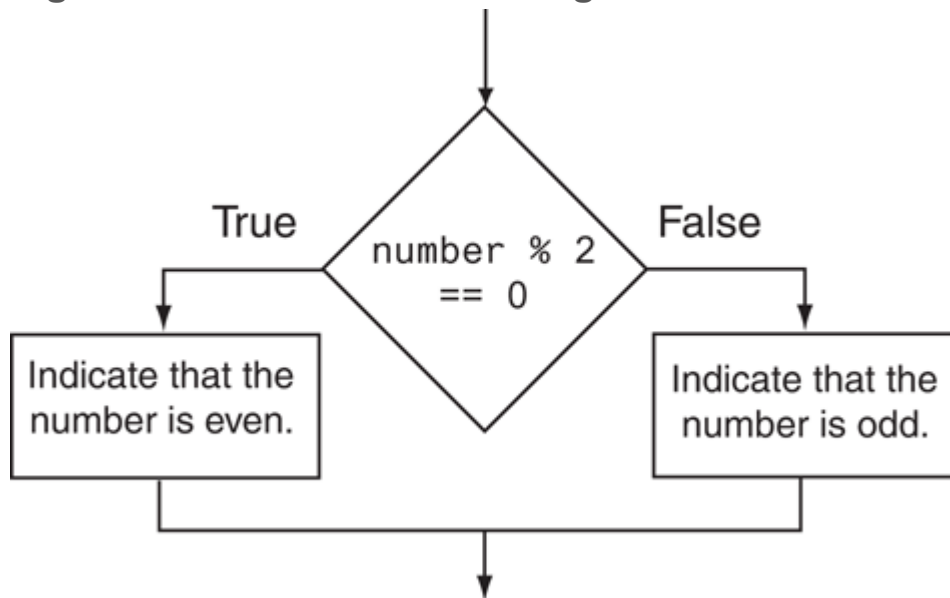 True
False
number % 2
== 0
Indicate that the
number is even.
Indicate that the
number is odd.